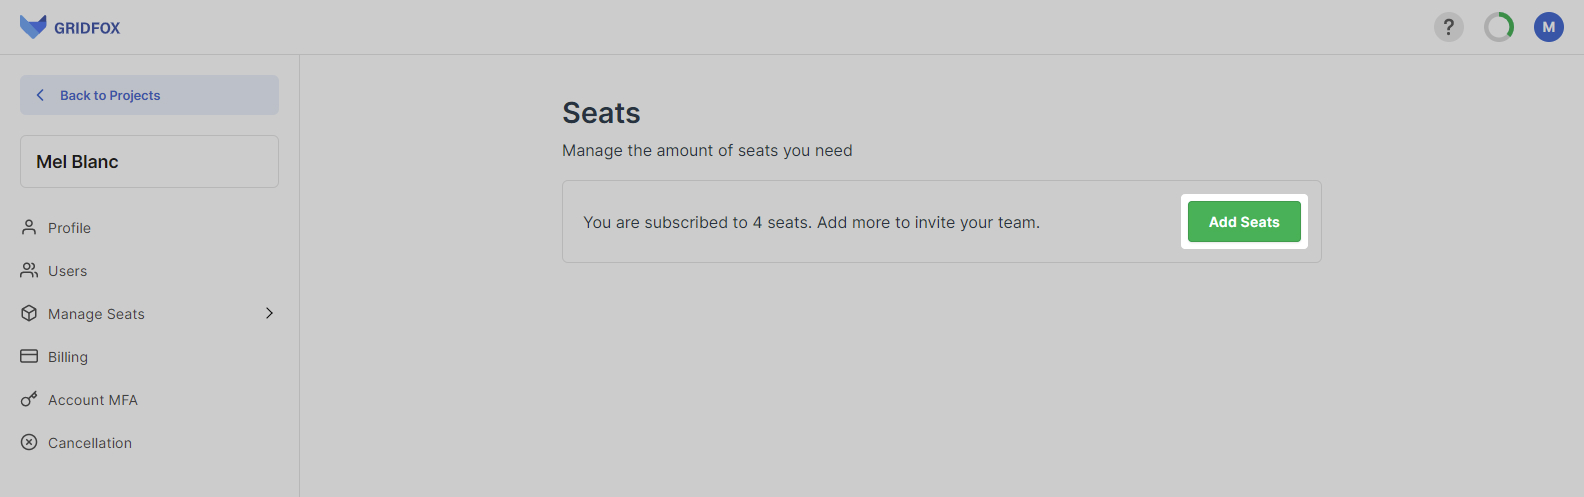 GRIDFOX
?
M
Back to Projects
Mel Blanc
Profile
Users
Manage Seats
Billing
Account MFA
Cancellation
Seats
Manage the amount of seats you need
You are subscribed to 4 seats. Add more to invite your team.
Add Seats